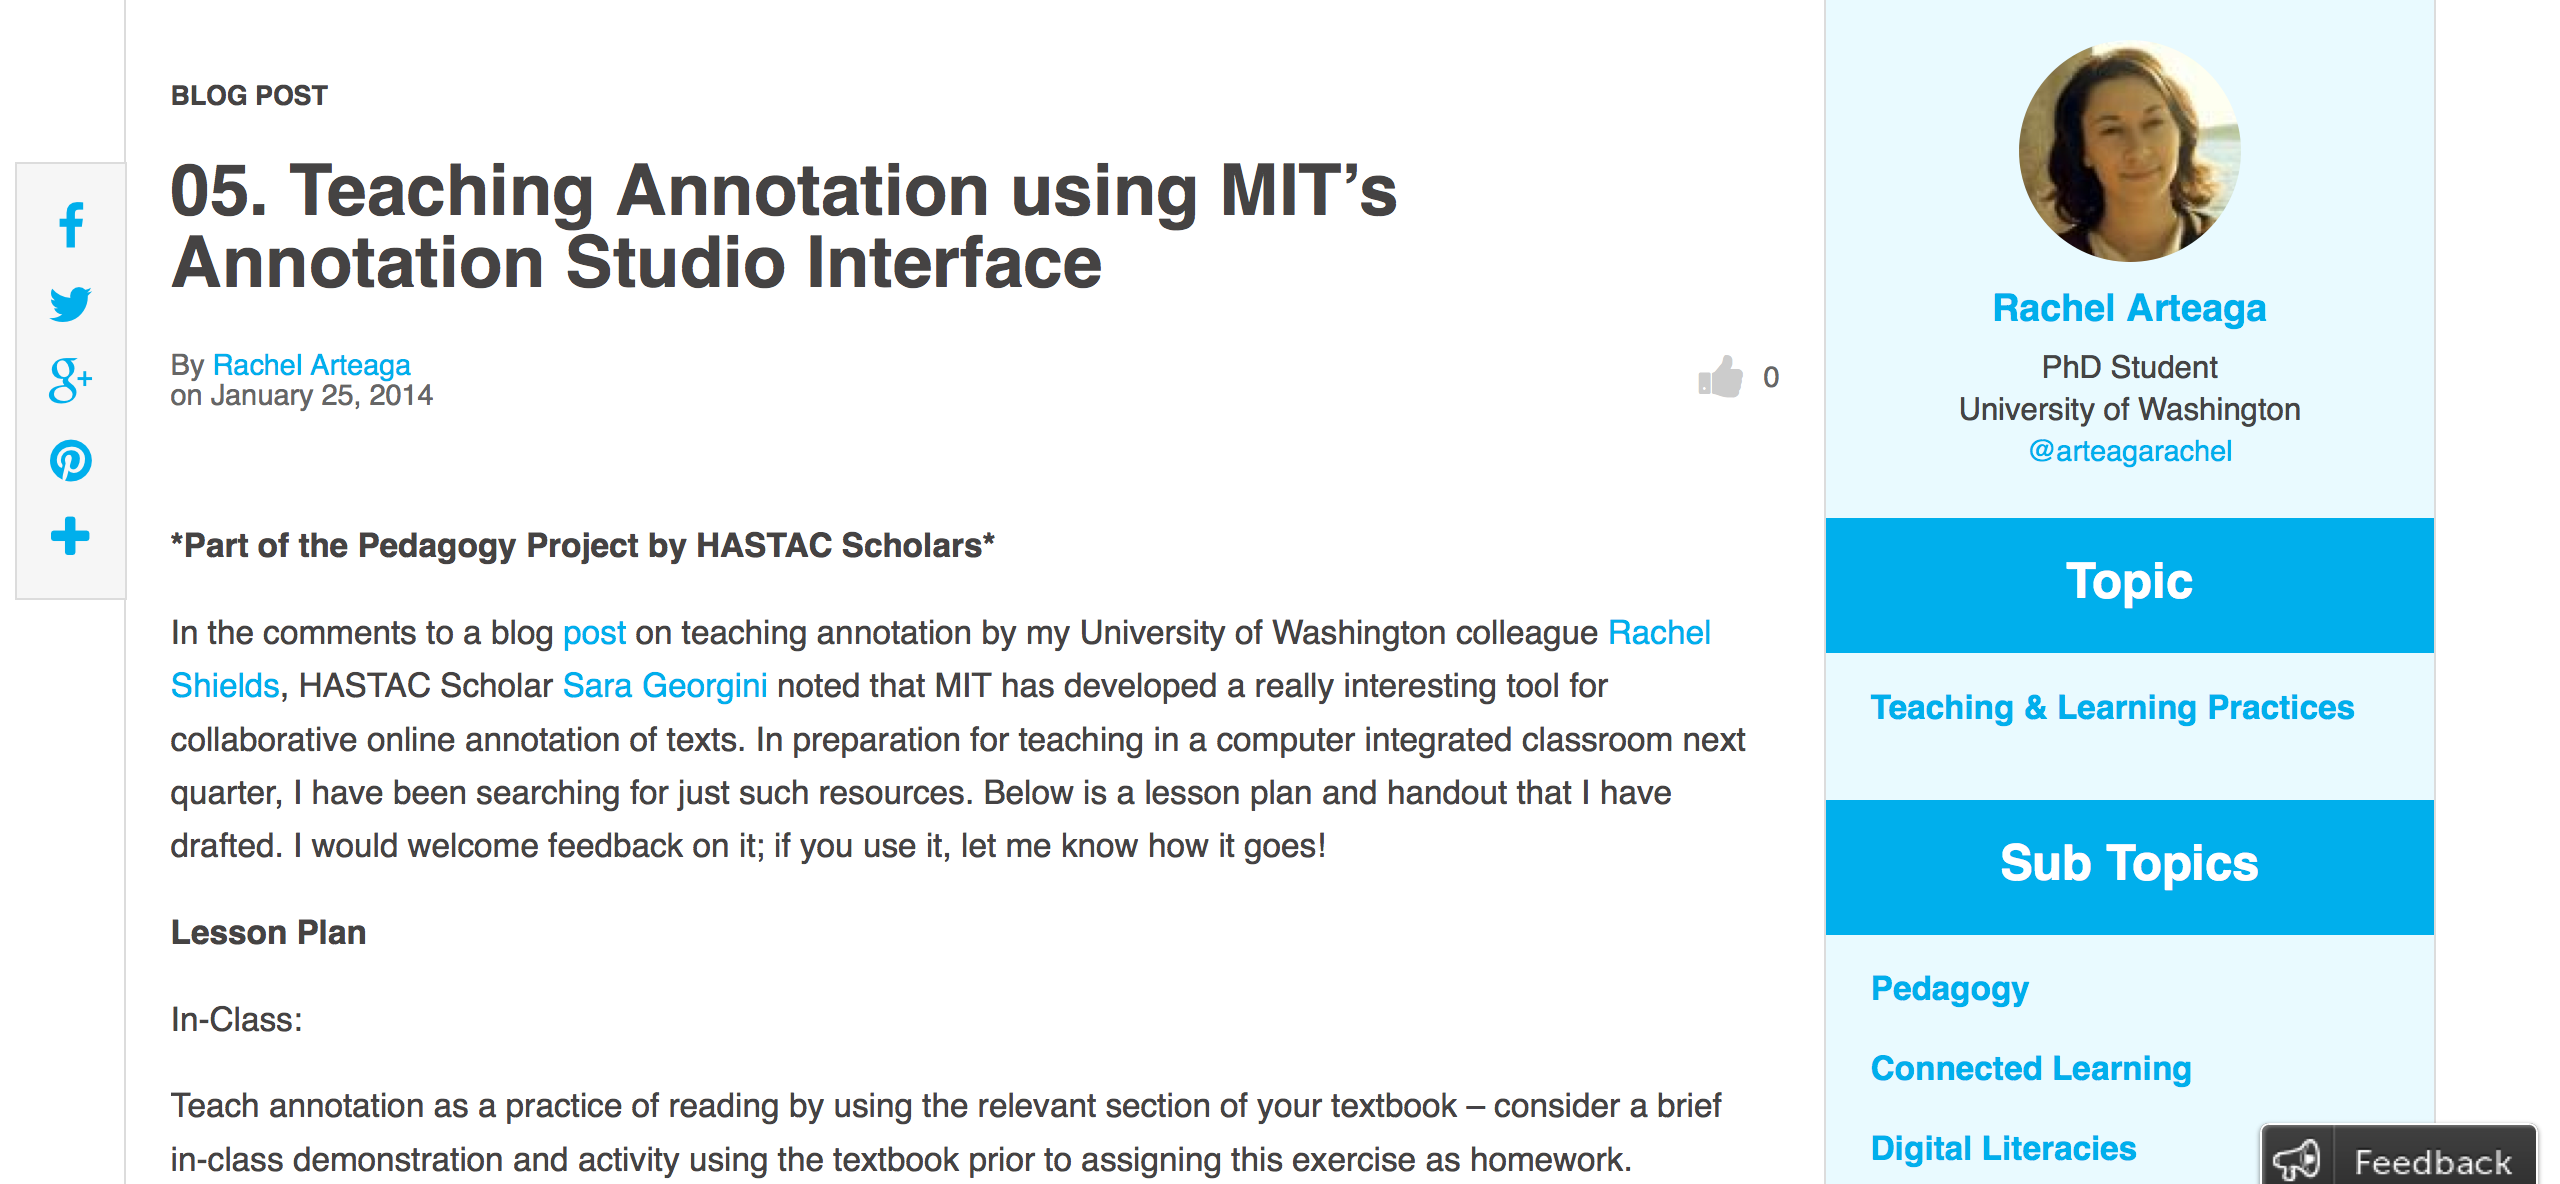 BLOG POST
05. Teaching Annotation using MIT’s
Annotation Studio Interface
By Rachel Arteaga
on January 25, 2014
0
*Part of the Pedagogy Project by HASTAC Scholars*
In the comments to a blog post on teaching annotation by my University of Washington colleague Rachel
Shields, HASTAC Scholar Sara Georgini noted that MIT has developed a really interesting tool for
collaborative online annotation of texts. In preparation for teaching in a computer integrated classroom next
quarter, I have been searching for just such resources. Below is a lesson plan and handout that I have
drafted. I would welcome feedback on it; if you use it, let me know how it goes!
Lesson Plan
In-Class:
Teach annotation as a practice of reading by using the relevant section of your textbook – consider a brief
in-class demonstration and activity using the textbook prior to assigning this exercise as homework.
Rachel Arteaga
PhD Student
University of Washington
@arteagarachel
Topic
Teaching & Learning Practices
Sub Topics
Pedagogy
Connected Learning
Digital Literacies
Feedback